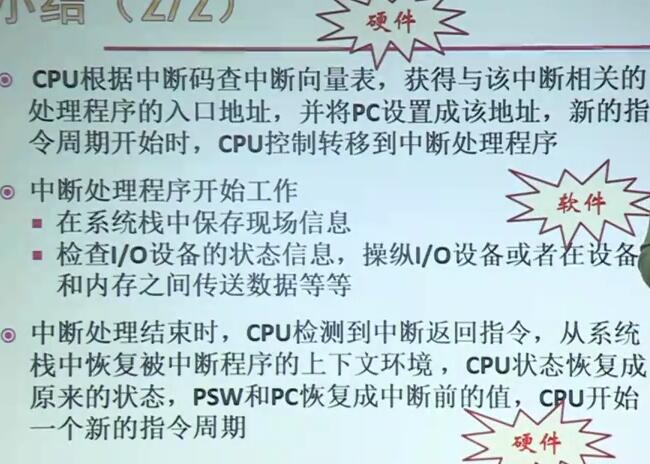 小结（2/2）
硬件
CPU根据中断码查中断向量表，获得与该中断相关的
处理程序的入口地址，并将PC设置成该地址，新的指
令周期开始时，CPU控制转移到中断处理程序
中断处理程序开始工作
软件
在系统栈中保存现场信息
检查I/O设备的状态信息，操纵I/O设备或者在设备
和内存之间传送数据等等
中断处理结束时，CPU检测到中断返回指令，从系统
栈中恢复被中断程序的上下文环境，CPU状态恢复成
原来的状态，PSW和PC恢复成中断前的值，CPU开始
一个新的指令周期
硬件